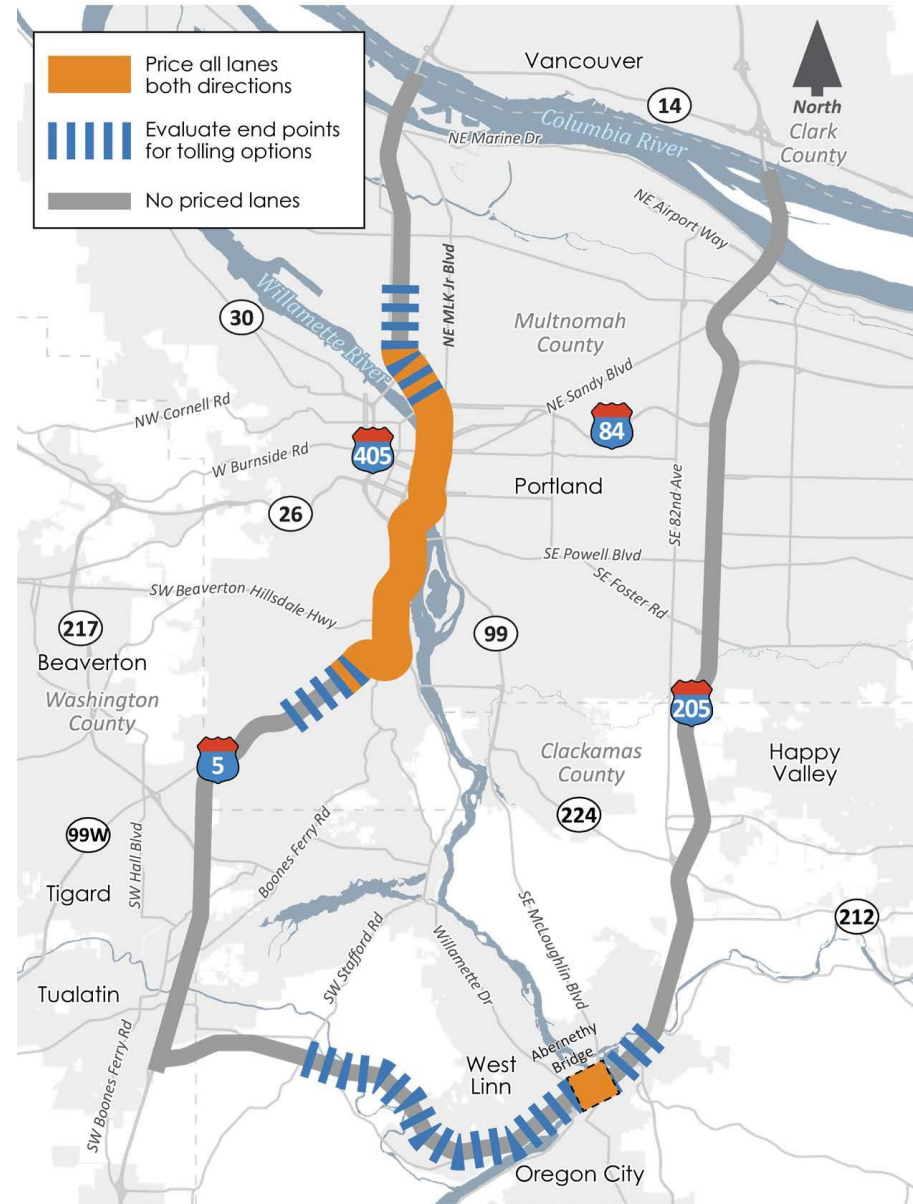 Price all lanes
both directions
Evaluate end points
for tolling options
No priced lanes
Vancouver
14
North
Clark
County
Columbia River
NE Marine Dr
NE Airport Way
NE MLK Jr Blvd
Willamette River
30
Multnomah
County
NE Sandy Blvd
NW Cornell Rd
84
405
W Burnside Rd
Portland
26
SE 82nd Ave
SE Powell Blvd
SE Foster Rd
SW Beaverton Hillsdale Hwy
217
99
Beaverton
Washington
County
205
5
Clackamas
County
Happy
Valley
224
99W
SW Hall Blvd
Boones Ferry Rd
Tigard
SE McLoughlin Blvd
212
SW Stafford Rd
Willamette Dr
Tualatin
SW Boones Ferry Rd
Abernethy
Bridge
West
Linn
Oregon City